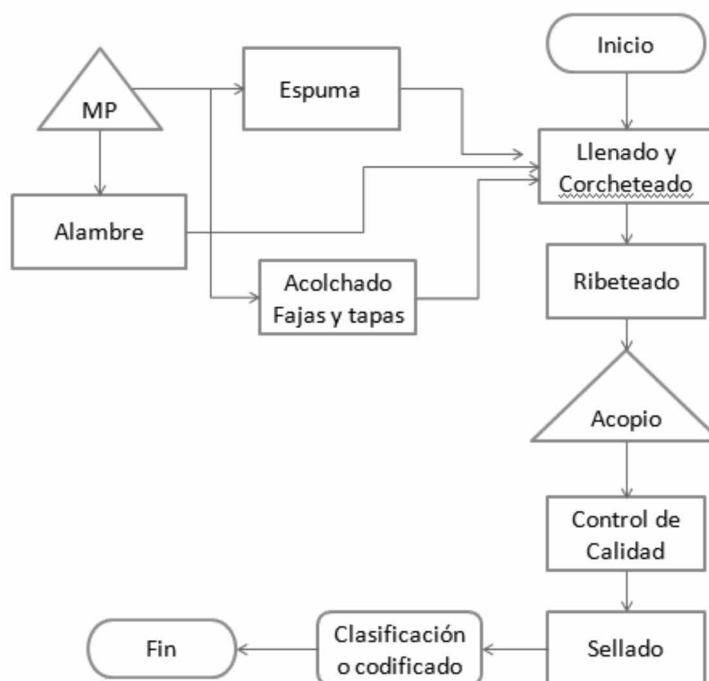 Inicio
MP
Espuma
Llenado y
Corcheteado
Alambre
Acolchado
Fajas y tapas
Ribeteado
Acopio
Control de
Calidad
Fin
Clasificación
o codificado
Sellado